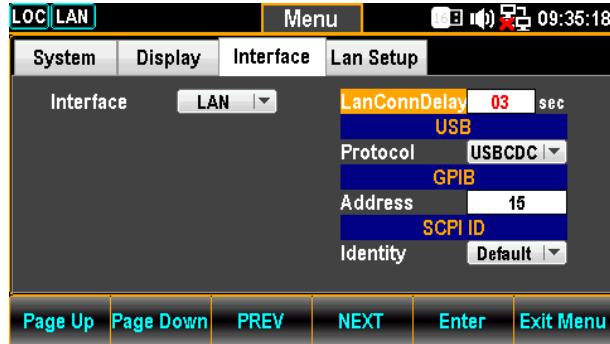 LOC LAN Menu 16 09:35:18
System Display Interface Lan Setup
Interface LAN
LanConnDelay 03 sec
USB
Protocol USBCDC
GPIB
Address 15
SCPI ID
Identity Default
Page Up Page Down PREV NEXT Enter Exit Menu